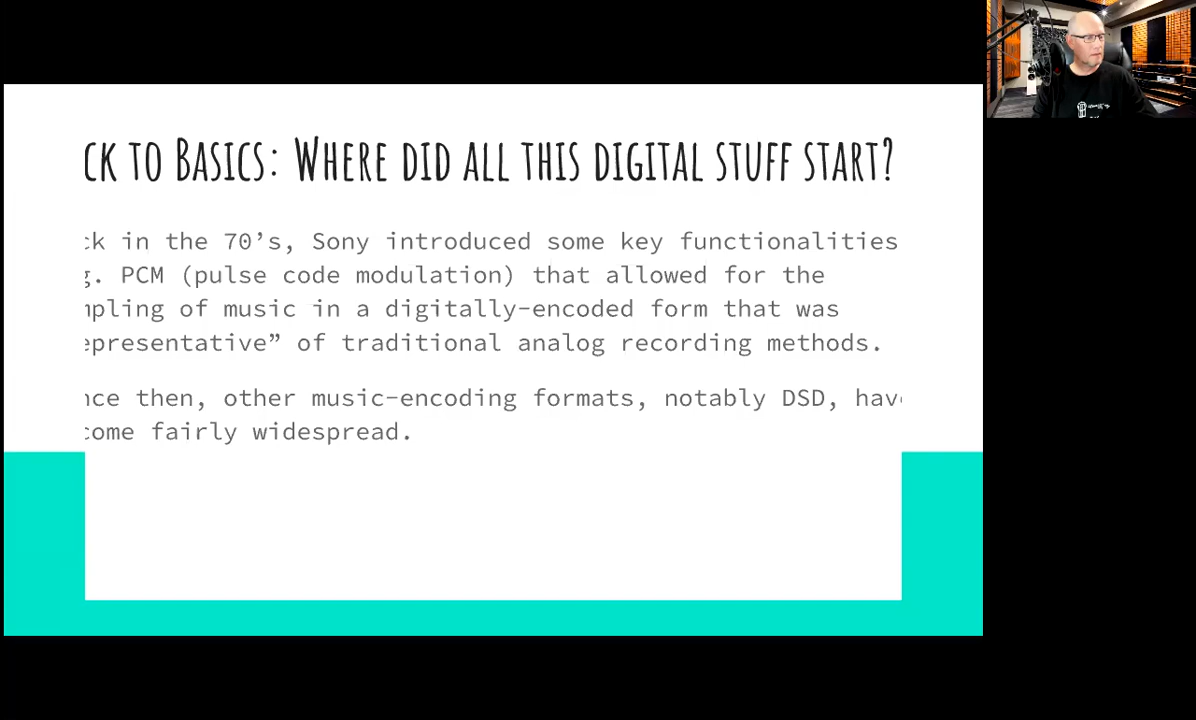 CK TO BASICS: WHERE DID ALL THIS DIGITAL STUFF START?
ck in the 70’s, Sony introduced some key functionalities
g. PCM (pulse code modulation) that allowed for the
mpling of music in a digitally-encoded form that was
epresentative” of traditional analog recording methods.
nce then, other music-encoding formats, notably DSD, have
come fairly widespread.